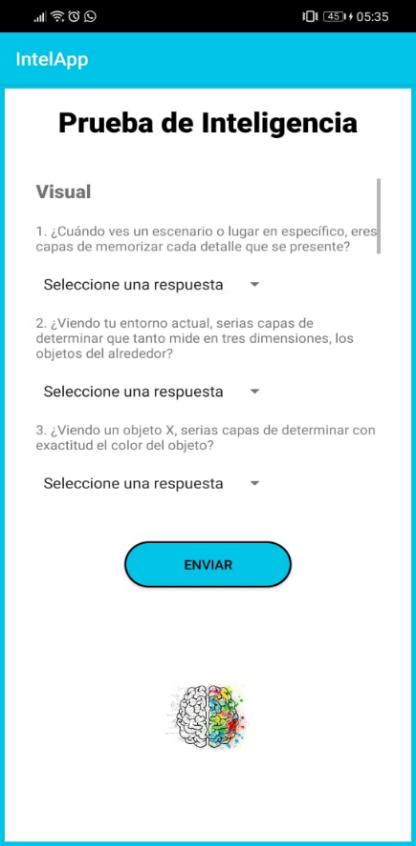 45 05:35
IntelApp
Prueba de Inteligencia
Visual
1. ¿Cuándo ves un escenario o lugar en específico, eres
capas de memorizar cada detalle que se presente?
Seleccione una respuesta
2. ¿Viendo tu entorno actual, serias capas de
determinar que tanto mide en tres dimensiones, los
objetos del alrededor?
Seleccione una respuesta
3. ¿Viendo un objeto X, serias capas de determinar con
exactitud el color del objeto?
Seleccione una respuesta
ENVIAR